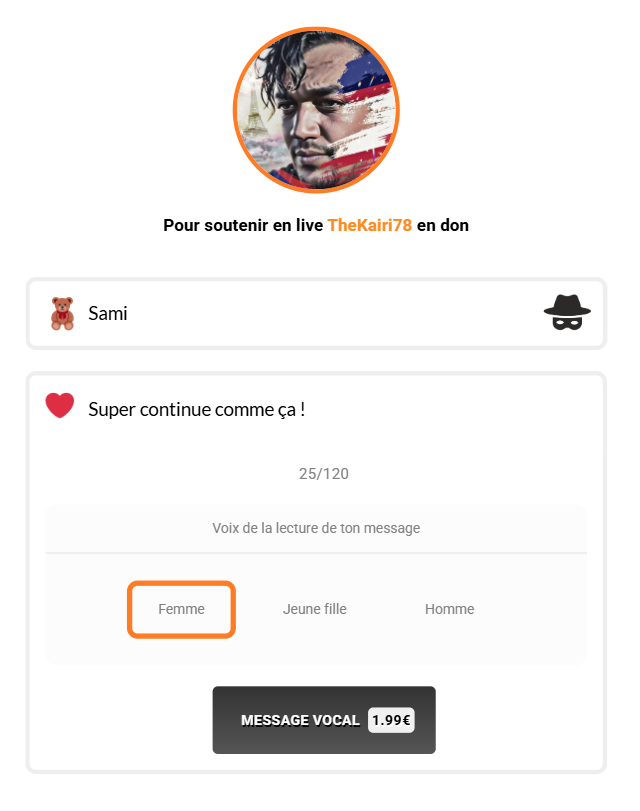 Pour soutenir en live TheKairi78 en don
Sami
Super continue comme ça !
25/120
Voix de la lecture de ton message
Femme Jeune fille Homme
MESSAGE VOCAL 1.99€